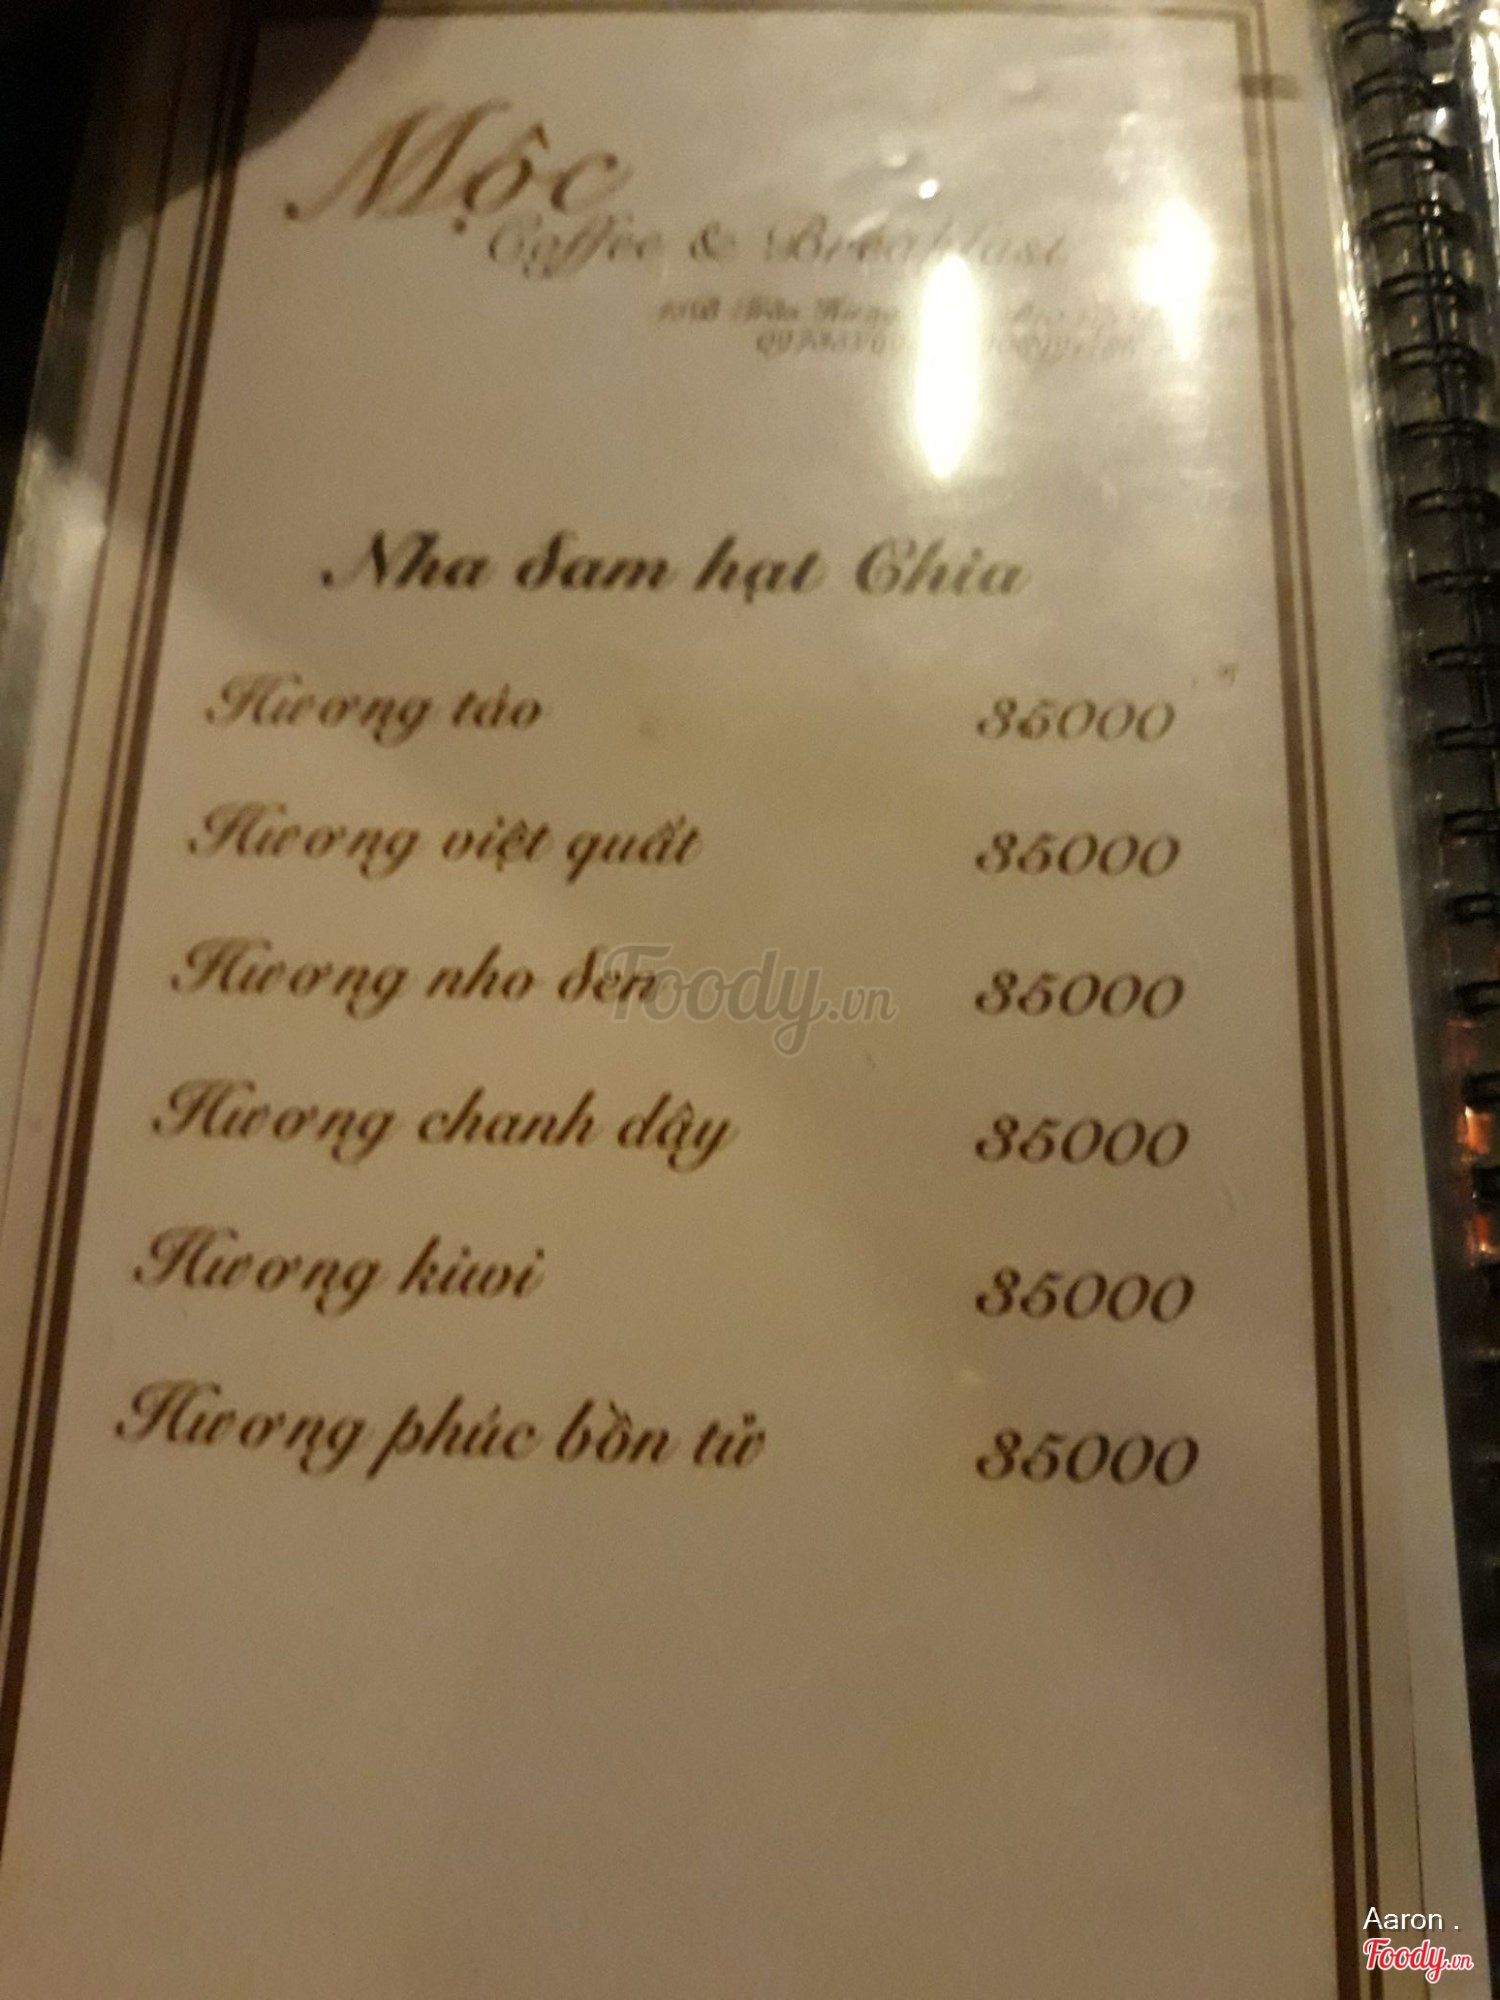 Mộc
Coffee & Breakfast
Nha đam hạt Chia
Hương táo 35000
Hương việt quất 35000
Hương nho đen 35000
Foody.vn
Hương chanh dây 35000
Hương kiwi 35000
Hương phúc bồn tử 35000
Aaron .
Foody.vn